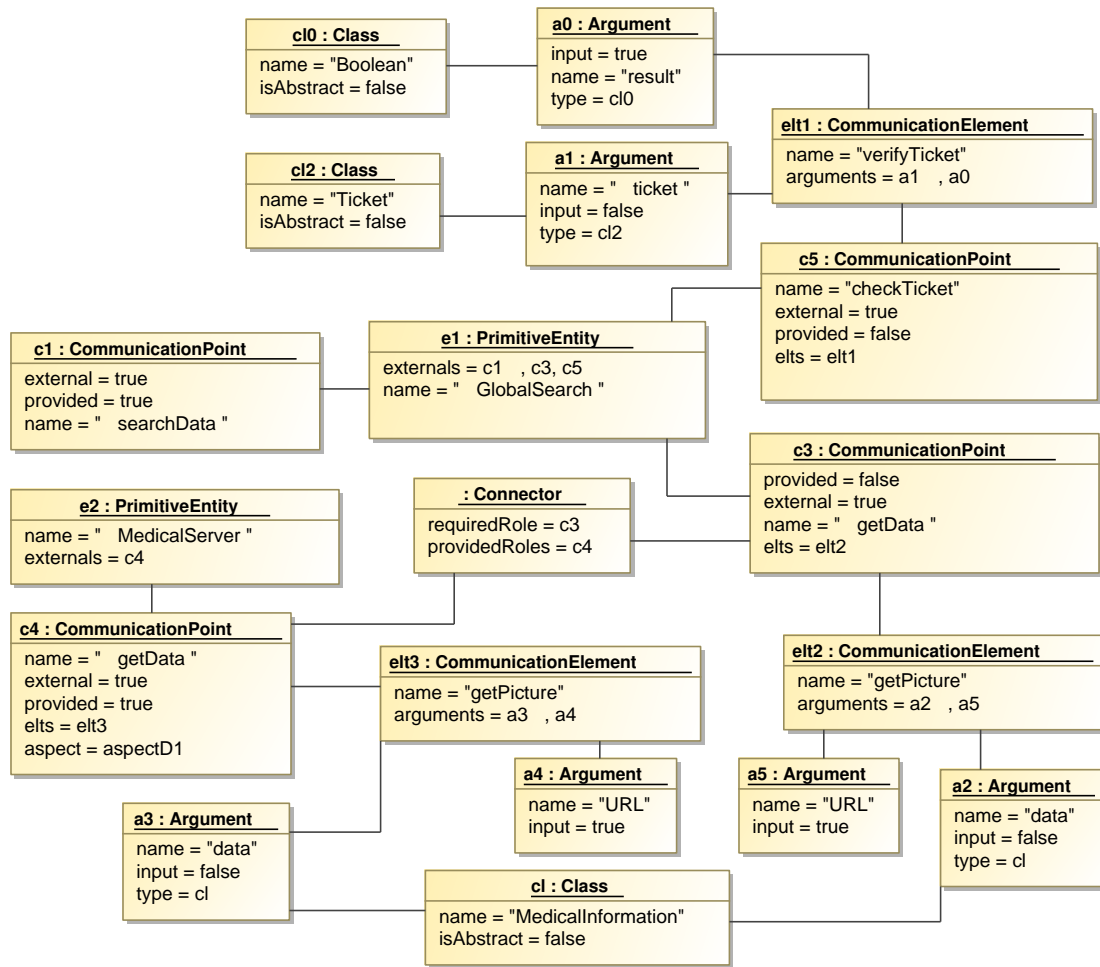 cl0 : Class
name = "Boolean"
isAbstract = false
a0 : Argument
input = true
name = "result"
type = cl0
elt1 : CommunicationElement
name = "verifyTicket"
arguments = a1 , a0
cl2 : Class
name = "Ticket"
isAbstract = false
a1 : Argument
name = " ticket "
input = false
type = cl2
c5 : CommunicationPoint
name = "checkTicket"
external = true
provided = false
elts = elt1
c1 : CommunicationPoint
external = true
provided = true
name = " searchData "
e1 : PrimitiveEntity
externals = c1 , c3, c5
name = " GlobalSearch "
c3 : CommunicationPoint
provided = false
external = true
name = " getData "
elts = elt2
e2 : PrimitiveEntity
name = " MedicalServer "
externals = c4
: Connector
requiredRole = c3
providedRoles = c4
c4 : CommunicationPoint
name = " getData "
external = true
provided = true
elts = elt3
aspect = aspectD1
elt3 : CommunicationElement
name = "getPicture"
arguments = a3 , a4
elt2 : CommunicationElement
name = "getPicture"
arguments = a2 , a5
a4 : Argument
name = "URL"
input = true
a5 : Argument
name = "URL"
input = true
a2 : Argument
name = "data"
input = false
type = cl
a3 : Argument
name = "data"
input = false
type = cl
cl : Class
name = "MedicalInformation"
isAbstract = false